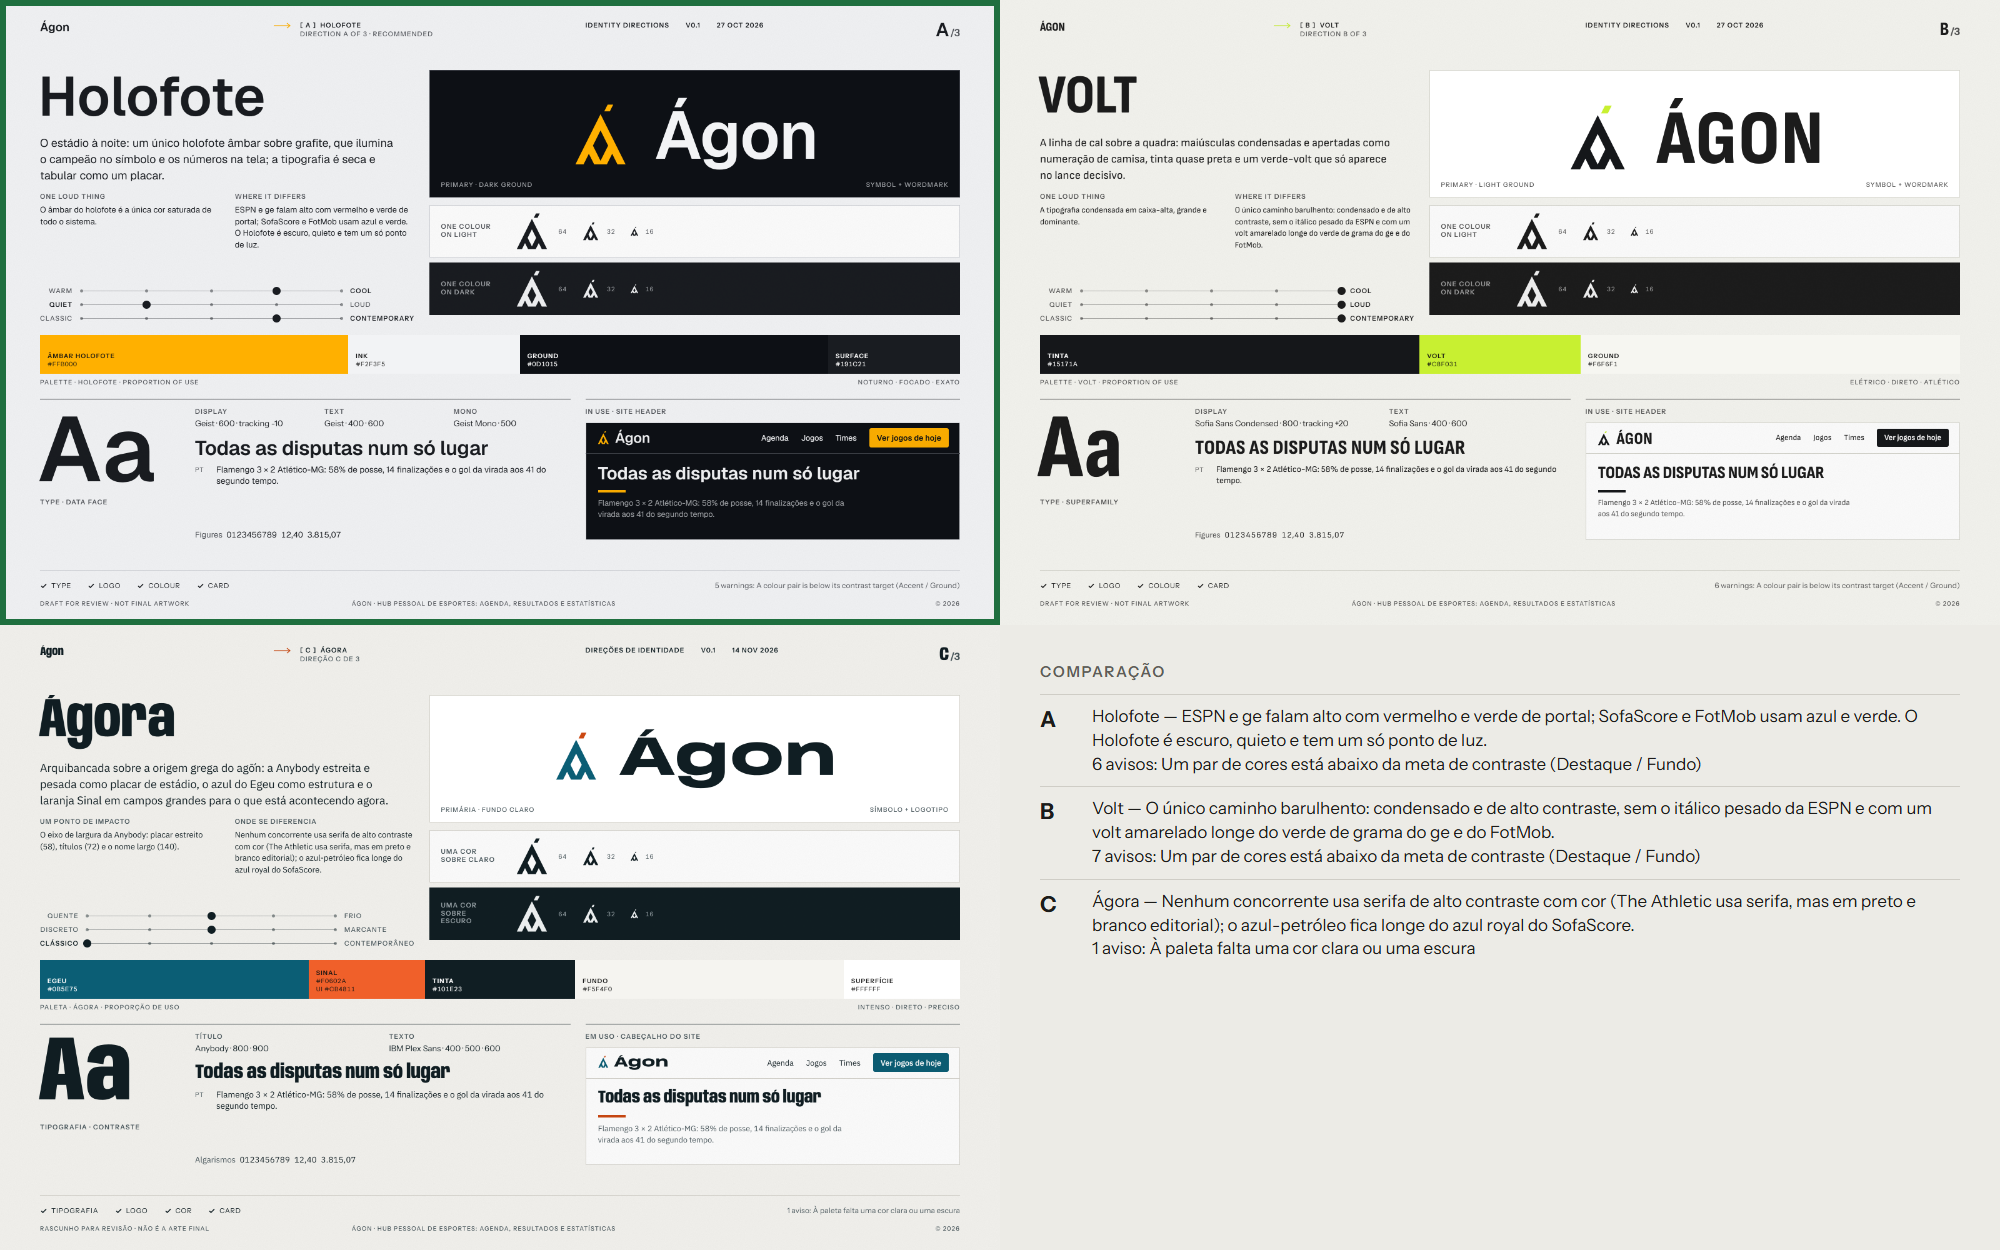 Ágon
[ A ] HOLOFOTE
DIRECTION A OF 3 · RECOMMENDED
IDENTITY DIRECTIONS V0.1 27 OCT 2026
A/3
Holofote
O estádio à noite: um único holofote âmbar sobre grafite, que ilumina
o campeão no símbolo e os números na tela; a tipografia é seca e
tabular como um placar.
ONE LOUD THING
O âmbar do holofote é a única cor saturada de
todo o sistema.
WHERE IT DIFFERS
ESPN e ge falam alto com vermelho e verde de
portal; SofaScore e FotMob usam azul e verde.
O Holofote é escuro, quieto e tem um só ponto
de luz.
WARM COOL
QUIET LOUD
CLASSIC CONTEMPORARY
Ágon
PRIMARY · DARK GROUND SYMBOL + WORDMARK
ONE COLOUR
ON LIGHT
64 32 16
ONE COLOUR
ON DARK
64 32 16
ÂMBAR HOLOFOTE
#FFB000
INK
#F2F3F5
GROUND
#0D1015
SURFACE
#191C21
PALETTE · HOLOFOTE · PROPORTION OF USE NOTURNO · FOCADO · EXATO
Aa
TYPE · DATA FACE
DISPLAY
Geist · 600 · tracking -10
TEXT
Geist · 400 · 600
MONO
Geist Mono · 500
Todas as disputas num só lugar
PT Flamengo 3 × 2 Atlético-MG: 58% de posse, 14 finalizações e o gol da virada aos 41 do
segundo tempo.
Figures 0123456789 12,40 3.815,07
IN USE · SITE HEADER
Ágon Agenda Jogos Times Ver jogos de hoje
Todas as disputas num só lugar
Flamengo 3 × 2 Atlético-MG: 58% de posse, 14 finalizações e o gol da
virada aos 41 do segundo tempo.
TYPE LOGO COLOUR CARD
5 warnings: A colour pair is below its contrast target (Accent / Ground)
DRAFT FOR REVIEW · NOT FINAL ARTWORK ÁGON · HUB PESSOAL DE ESPORTES: AGENDA, RESULTADOS E ESTATÍSTICAS © 2026
ÁGON
[ B ] VOLT
DIRECTION B OF 3
IDENTITY DIRECTIONS V0.1 27 OCT 2026
B/3
VOLT
A linha de cal sobre a quadra: maiúsculas condensadas e apertadas como
numeração de camisa, tinta quase preta e um verde-volt que só aparece
no lance decisivo.
ONE LOUD THING
A tipografia condensada em caixa-alta, grande e
dominante.
WHERE IT DIFFERS
O único caminho barulhento: condensado e de alto
contraste, sem o itálico pesado da ESPN e com um
volt amarelado longe do verde de grama do ge e do
FotMob.
WARM COOL
QUIET LOUD
CLASSIC CONTEMPORARY
ÁGON
PRIMARY · LIGHT GROUND SYMBOL + WORDMARK
ONE COLOUR
ON LIGHT
64 32 16
ONE COLOUR
ON DARK
64 32 16
TINTA
#15171A
VOLT
#C8F031
GROUND
#F6F6F1
PALETTE · VOLT · PROPORTION OF USE ELÉTRICO · DIRETO · ATLÉTICO
Aa
TYPE · SUPERFAMILY
DISPLAY
Sofia Sans Condensed · 800 · tracking +20
TEXT
Sofia Sans · 400 · 600
TODAS AS DISPUTAS NUM SÓ LUGAR
PT Flamengo 3 × 2 Atlético-MG: 58% de posse, 14 finalizações e o gol da virada aos 41 do segundo
tempo.
Figures 0123456789 12,40 3.815,07
IN USE · SITE HEADER
ÁGON Agenda Jogos Times Ver jogos de hoje
TODAS AS DISPUTAS NUM SÓ LUGAR
Flamengo 3 × 2 Atlético-MG: 58% de posse, 14 finalizações e o gol da virada
aos 41 do segundo tempo.
TYPE LOGO COLOUR CARD
6 warnings: A colour pair is below its contrast target (Accent / Ground)
DRAFT FOR REVIEW · NOT FINAL ARTWORK ÁGON · HUB PESSOAL DE ESPORTES: AGENDA, RESULTADOS E ESTATÍSTICAS © 2026
Ágon
[ C ] ÁGORA
DIREÇÃO C DE 3
DIREÇÕES DE IDENTIDADE V0.1 14 NOV 2026
C/3
Ágora
Arquibancada sobre a origem grega do agṓn: a Anybody estreita e
pesada como placar de estádio, o azul do Egeu como estrutura e o
laranja Sinal em campos grandes para o que está acontecendo agora.
UM PONTO DE IMPACTO
O eixo de largura da Anybody: placar estreito
(58), títulos (72) e o nome largo (140).
ONDE SE DIFERENCIA
Nenhum concorrente usa serifa de alto contraste
com cor (The Athletic usa serifa, mas em preto e
branco editorial); o azul-petróleo fica longe do
azul royal do SofaScore.
QUENTE FRIO
DISCRETO MARCANTE
CLÁSSICO CONTEMPORÂNEO
Ágon
PRIMÁRIA · FUNDO CLARO SÍMBOLO + LOGOTIPO
UMA COR
SOBRE CLARO
64 32 16
UMA COR
SOBRE
ESCURO
64 32 16
EGEU
#0B5E75
SINAL
#F0602A
UI #CB4811
TINTA
#101E23
FUNDO
#F5F4F0
SUPERFÍCIE
#FFFFFF
PALETA · ÁGORA · PROPORÇÃO DE USO INTENSO · DIRETO · PRECISO
Aa
TIPOGRAFIA · CONTRASTE
TÍTULO
Anybody · 800 · 900
TEXTO
IBM Plex Sans · 400 · 500 · 600
Todas as disputas num só lugar
PT Flamengo 3 × 2 Atlético-MG: 58% de posse, 14 finalizações e o gol da virada aos 41 do
segundo tempo.
Algarismos 0123456789 12,40 3.815,07
EM USO · CABEÇALHO DO SITE
Ágon Agenda Jogos Times Ver jogos de hoje
Todas as disputas num só lugar
Flamengo 3 × 2 Atlético-MG: 58% de posse, 14 finalizações e o gol da
virada aos 41 do segundo tempo.
TIPOGRAFIA LOGO COR CARD
1 aviso: À paleta falta uma cor clara ou uma escura
RASCUNHO PARA REVISÃO · NÃO É A ARTE FINAL ÁGON · HUB PESSOAL DE ESPORTES: AGENDA, RESULTADOS E ESTATÍSTICAS © 2026
COMPARAÇÃO
A Holofote — ESPN e ge falam alto com vermelho e verde de portal; SofaScore e FotMob usam azul e verde. O
Holofote é escuro, quieto e tem um só ponto de luz.
6 avisos: Um par de cores está abaixo da meta de contraste (Destaque / Fundo)
B Volt — O único caminho barulhento: condensado e de alto contraste, sem o itálico pesado da ESPN e com um
volt amarelado longe do verde de grama do ge e do FotMob.
7 avisos: Um par de cores está abaixo da meta de contraste (Destaque / Fundo)
C Ágora — Nenhum concorrente usa serifa de alto contraste com cor (The Athletic usa serifa, mas em preto e
branco editorial); o azul-petróleo fica longe do azul royal do SofaScore.
1 aviso: À paleta falta uma cor clara ou uma escura